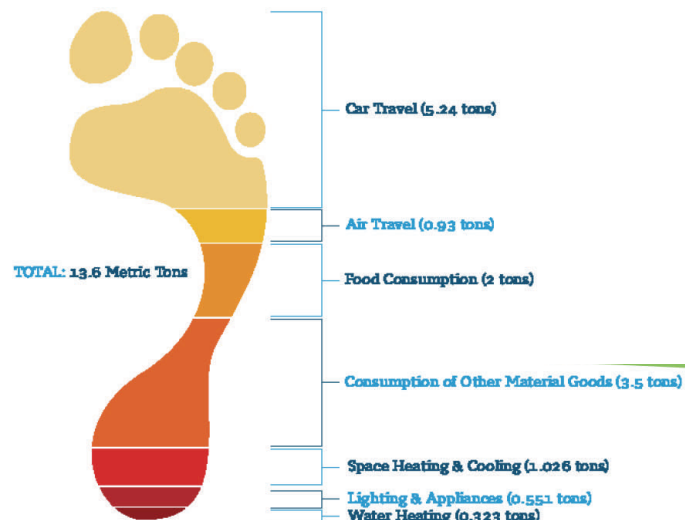 Car Travel (5.24 tons)
Air Travel (0.93 tons)
TOTAL: 13.6 Metric Tons
Food Consumption (2 tons)
Consumption of Other Material Goods (3.5 tons)
Space Heating & Cooling (1.026 tons)
Lighting & Appliances (0.551 tons)
Water Heating (0.323 tons)